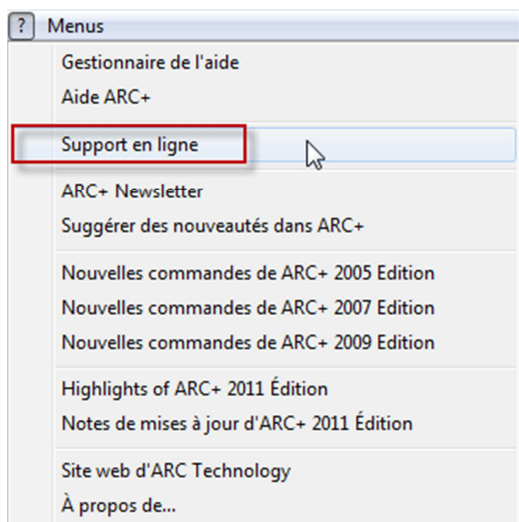 ? Menus
Gestionnaire de l'aide
Aide ARC+
Support en ligne
ARC+ Newsletter
Suggérer des nouveautés dans ARC+
Nouvelles commandes de ARC+ 2005 Edition
Nouvelles commandes de ARC+ 2007 Edition
Nouvelles commandes de ARC+ 2009 Edition
Highlights of ARC+ 2011 Édition
Notes de mises à jour d'ARC+ 2011 Édition
Site web d'ARC Technology
À propos de...